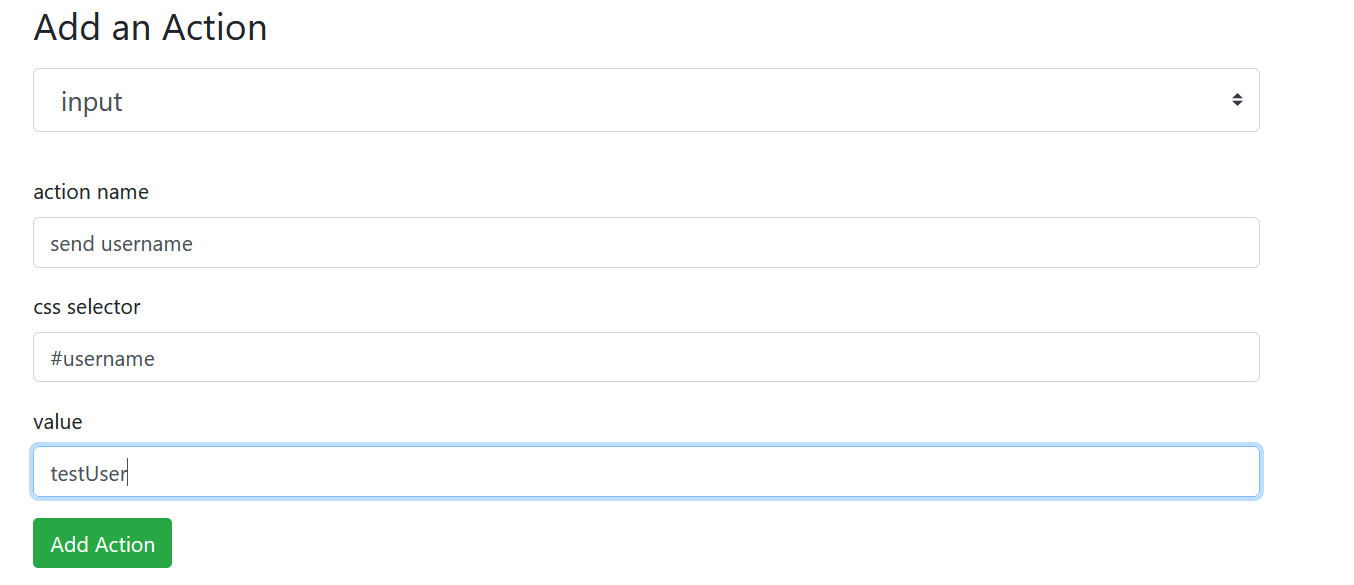 Add an Action
input
action name
send username
css selector
#username
value
testUser
Add Action